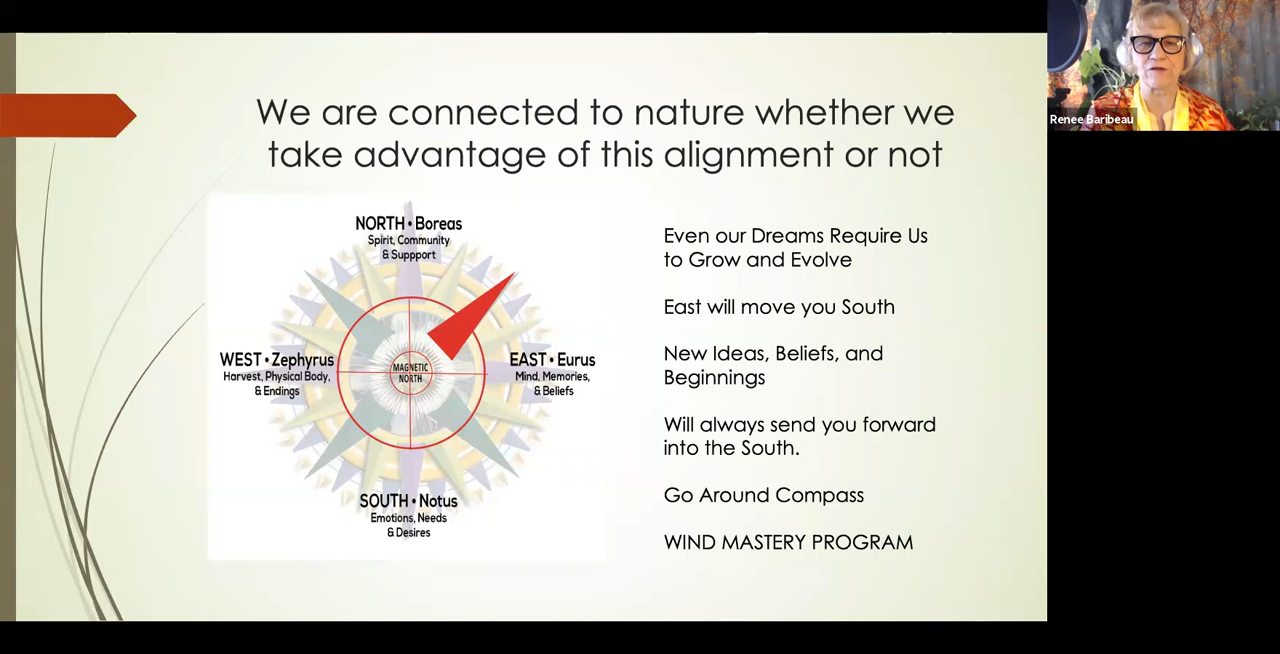 We are connected to nature whether we
take advantage of this alignment or not
NORTH • Boreas
Spirit, Community
& Suppport
WEST • Zephyrus
Harvest, Physical Body,
& Endings
MAGNETIC
NORTH
EAST • Eurus
Mind, Memories,
& Beliefs
SOUTH • Notus
Emotions, Needs
& Desires
Even our Dreams Require Us
to Grow and Evolve
East will move you South
New Ideas, Beliefs, and
Beginnings
Will always send you forward
into the South.
Go Around Compass
WIND MASTERY PROGRAM
Renee Baribeau